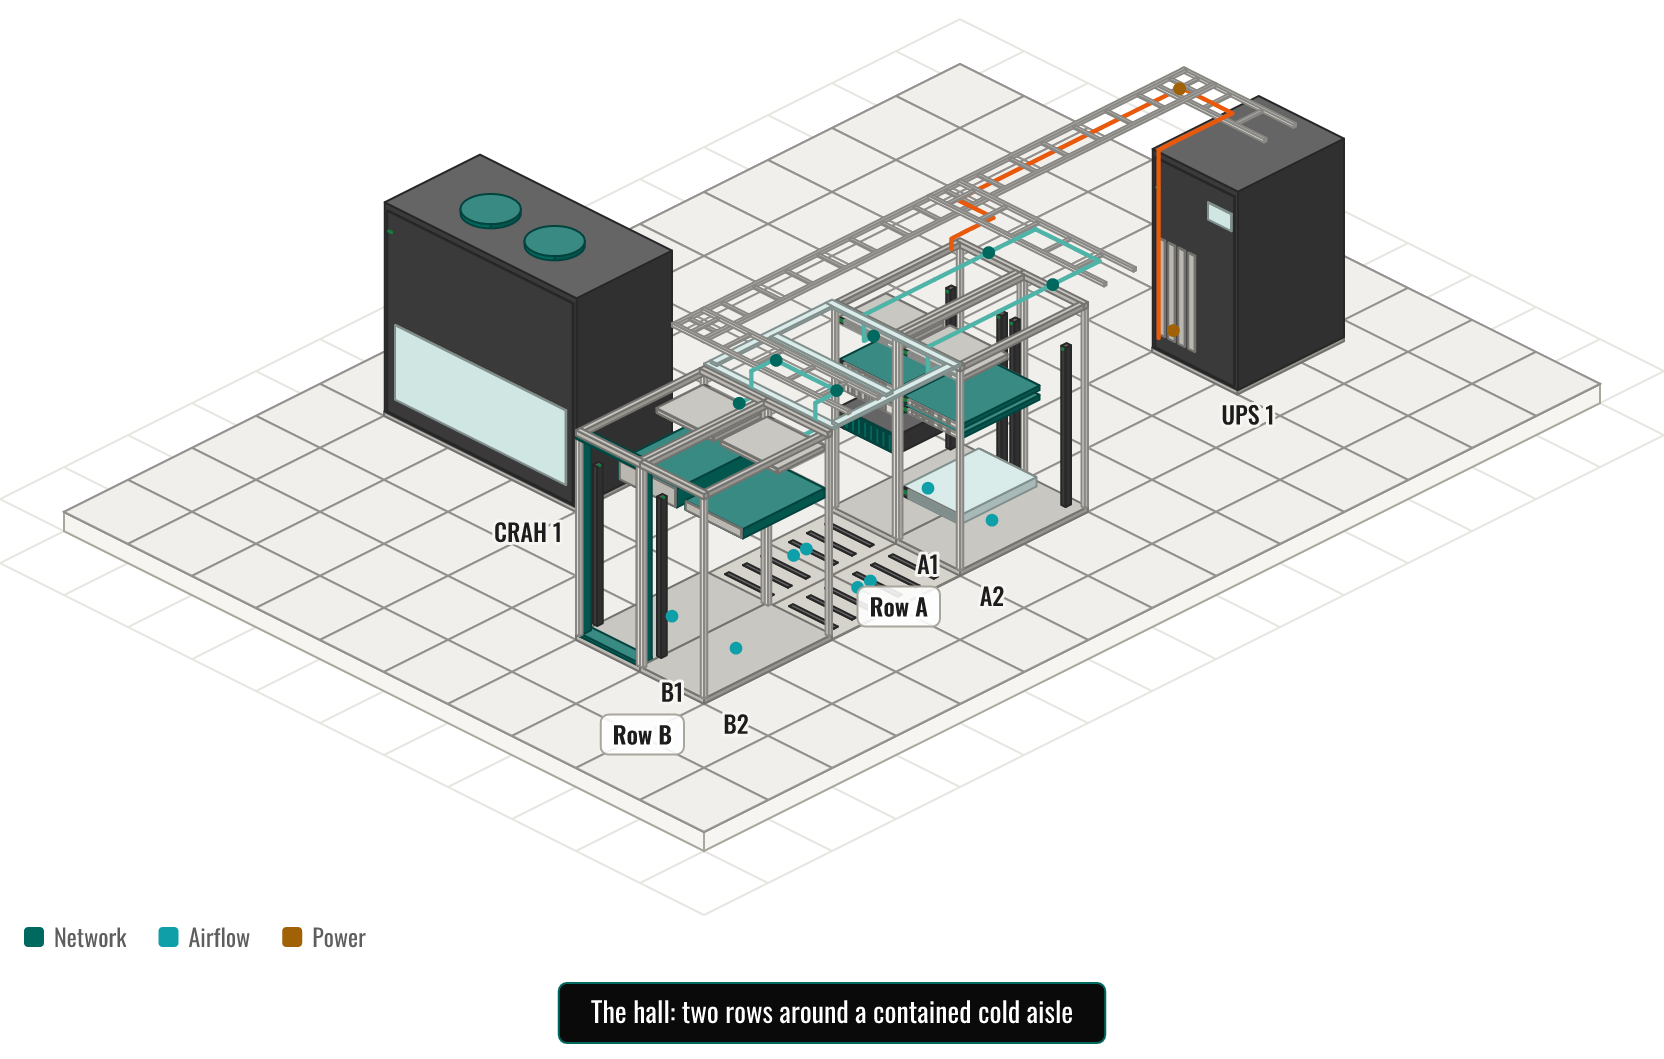 UPS 1
CRAH 1
A1
A2
Row A
B1
B2
Row B
Network
Airflow
Power
The hall: two rows around a contained cold aisle